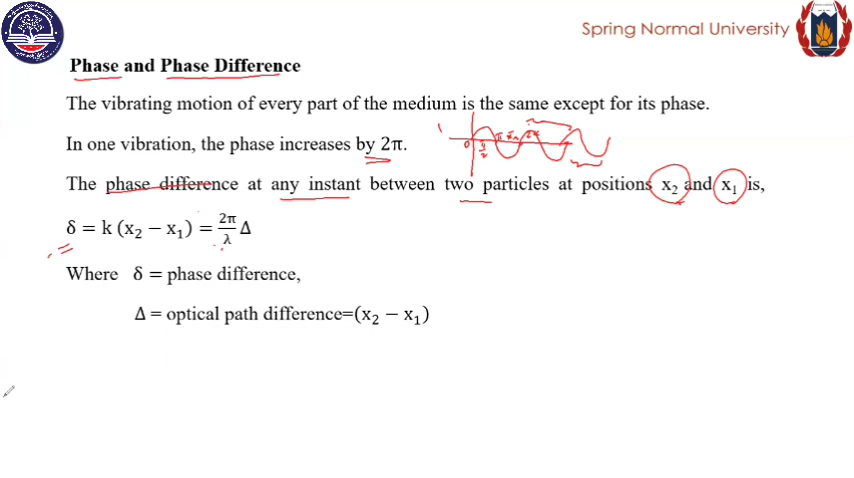 Spring Normal University
Phase and Phase Difference
The vibrating motion of every part of the medium is the same except for its phase.
In one vibration, the phase increases by 2π.
The phase difference at any instant between two particles at positions x₂ and x₁ is,
δ = k (x₂ − x₁) = 2π/λ Δ
Where δ = phase difference,
Δ = optical path difference=(x₂ − x₁)